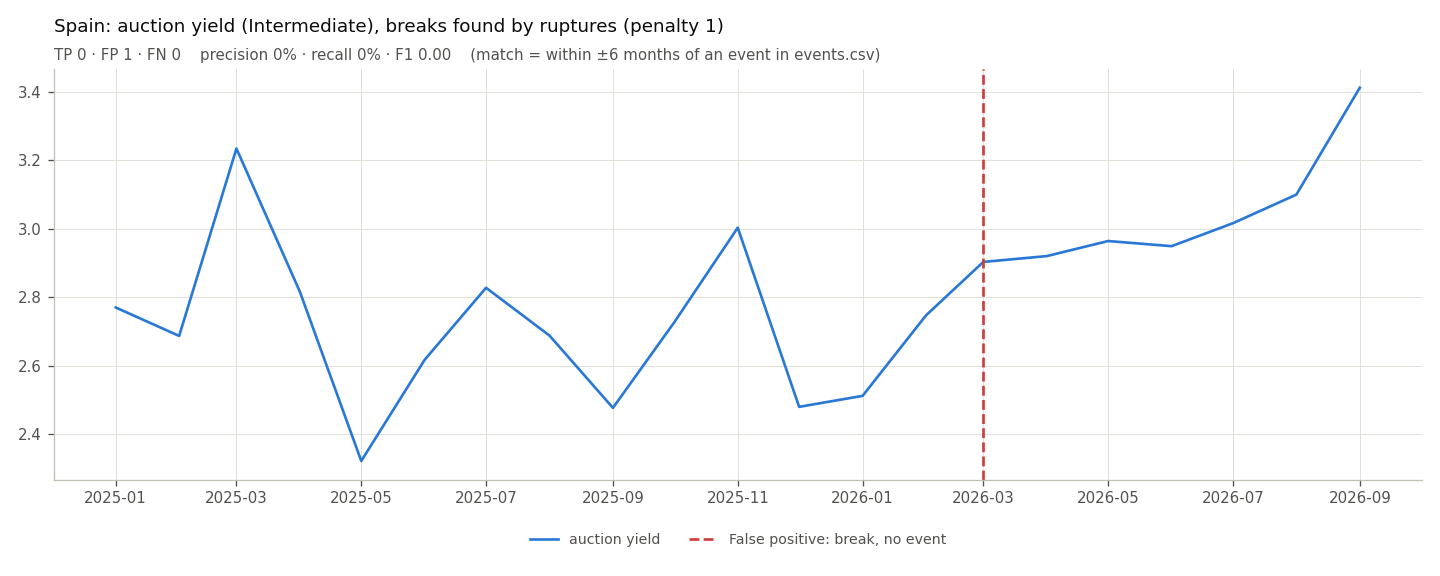 Spain: auction yield (Intermediate), breaks found by ruptures (penalty 1)
TP 0 · FP 1 · FN 0    precision 0% · recall 0% · F1 0.00    (match = within ±6 months of an event in events.csv)
3.4
3.2
3.0
2.8
2.6
2.4
2025-01 2025-03 2025-05 2025-07 2025-09 2025-11 2026-01 2026-03 2026-05 2026-07 2026-09
auction yield    False positive: break, no event